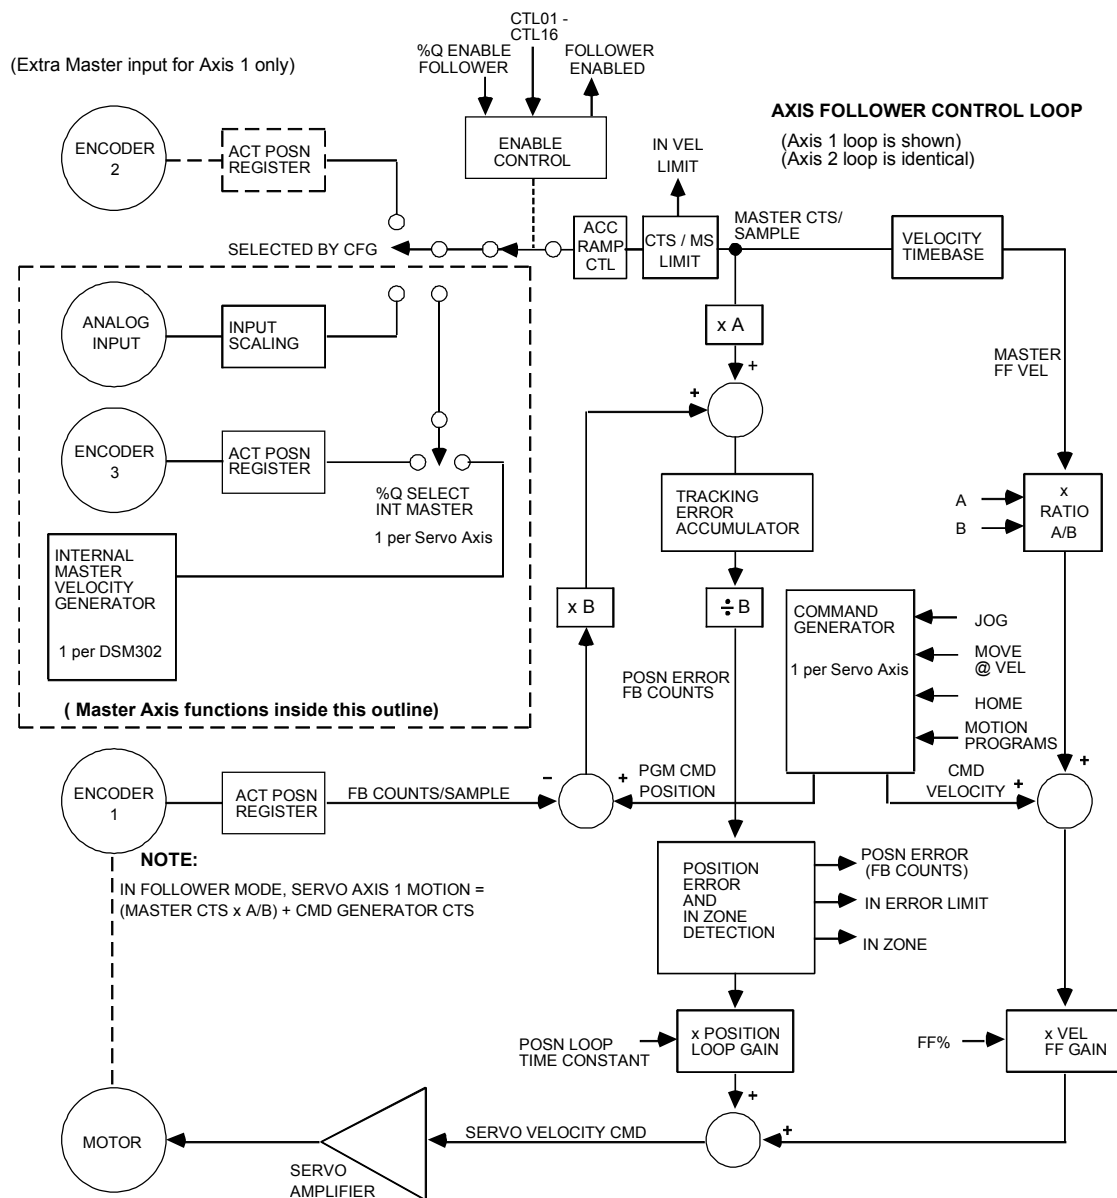 CTL01 -
CTL16
%Q ENABLE
FOLLOWER
FOLLOWER
ENABLED
(Extra Master input for Axis 1 only)
AXIS FOLLOWER CONTROL LOOP
(Axis 1 loop is shown)
(Axis 2 loop is identical)
ENCODER
2
ACT POSN
REGISTER
ENABLE
CONTROL
IN VEL
LIMIT
SELECTED BY CFG
ACC
RAMP
CTL
CTS / MS
LIMIT
MASTER CTS/
SAMPLE
VELOCITY
TIMEBASE
ANALOG
INPUT
INPUT
SCALING
x A
MASTER
FF VEL
+
+
ENCODER
3
ACT POSN
REGISTER
%Q SELECT
INT MASTER
1 per Servo Axis
TRACKING
ERROR
ACCUMULATOR
A
B
x
RATIO
A/B
INTERNAL
MASTER
VELOCITY
GENERATOR
1 per DSM302
x B
÷ B
COMMAND
GENERATOR
1 per Servo Axis
JOG
MOVE
@ VEL
HOME
MOTION
PROGRAMS
POSN ERROR
FB COUNTS
( Master Axis functions inside this outline)
ENCODER
1
ACT POSN
REGISTER
FB COUNTS/SAMPLE
–
+
PGM CMD
POSITION
CMD
VELOCITY
+
+
NOTE:
IN FOLLOWER MODE, SERVO AXIS 1 MOTION =
(MASTER CTS x A/B) + CMD GENERATOR CTS
POSITION
ERROR
AND
IN ZONE
DETECTION
POSN ERROR
(FB COUNTS)
IN ERROR LIMIT
IN ZONE
POSN LOOP
TIME CONSTANT
x POSITION
LOOP GAIN
FF%
x VEL
FF GAIN
+
+
MOTOR
SERVO
AMPLIFIER
SERVO VELOCITY CMD